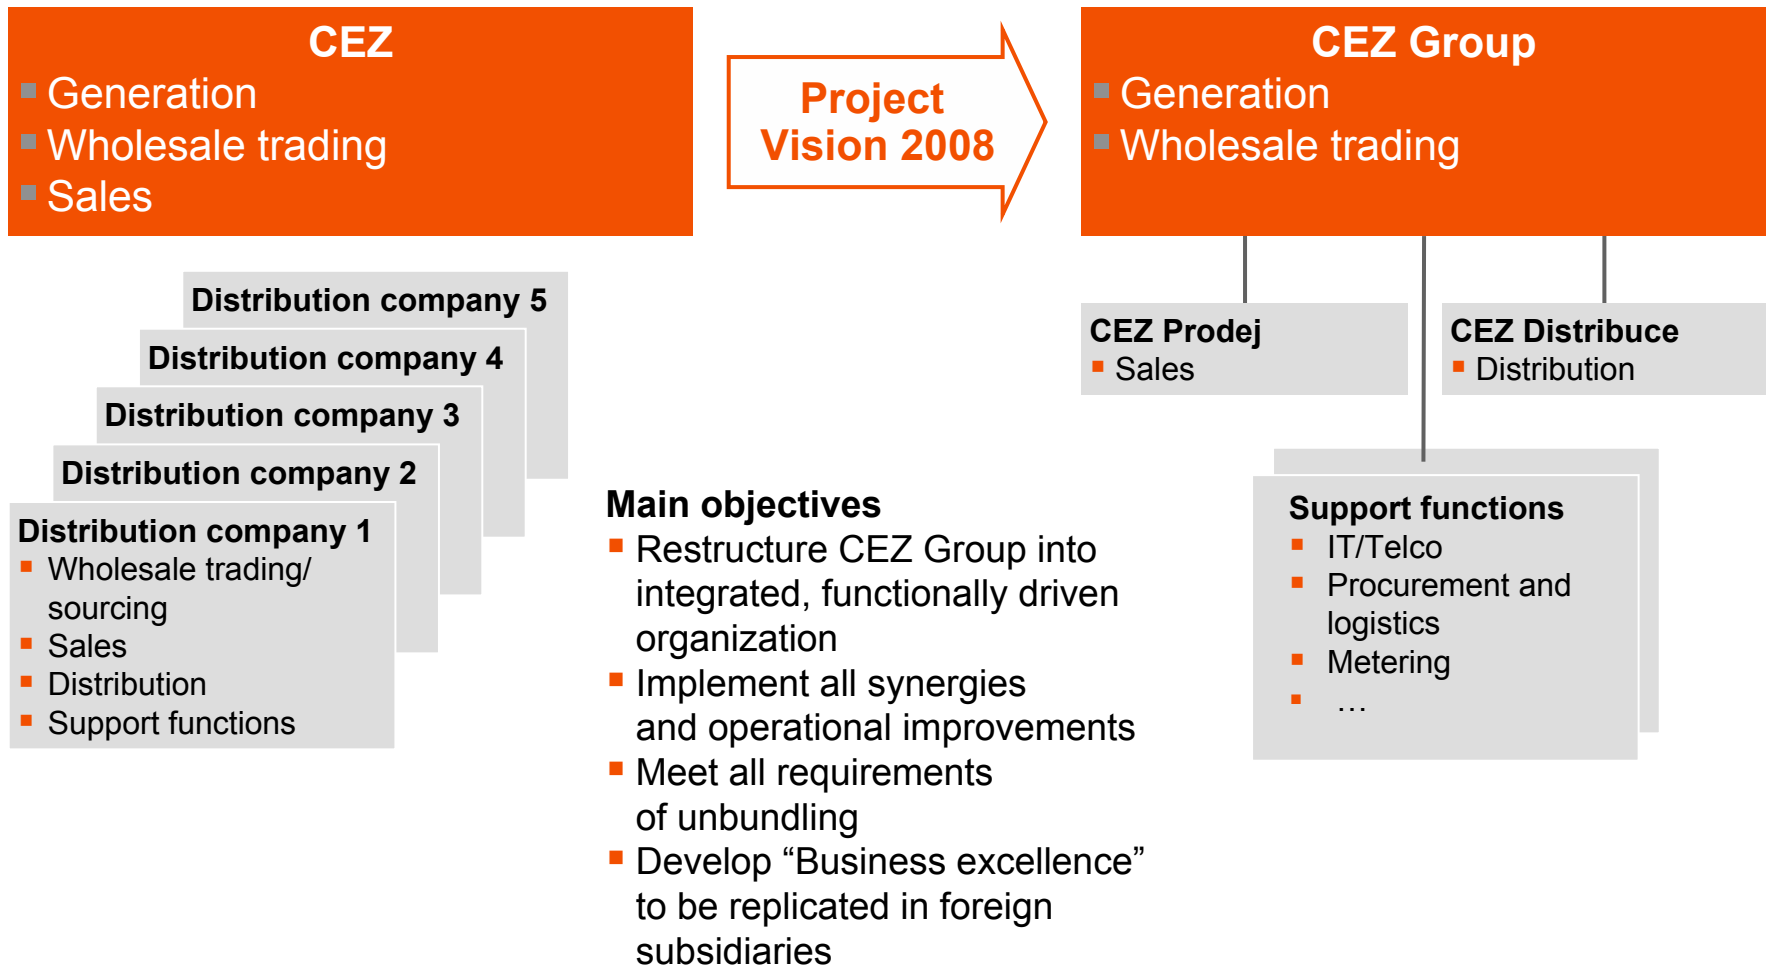 CEZ
Generation
Wholesale trading
Sales
Project
Vision 2008
CEZ Group
Generation
Wholesale trading
Distribution company 5
Distribution company 4
Distribution company 3
Distribution company 2
Distribution company 1
Wholesale trading/
sourcing
Sales
Distribution
Support functions
Main objectives
Restructure CEZ Group into
integrated, functionally driven
organization
Implement all synergies
and operational improvements
Meet all requirements
of unbundling
Develop “Business excellence”
to be replicated in foreign
subsidiaries
CEZ Prodej
Sales
CEZ Distribuce
Distribution
Support functions
IT/Telco
Procurement and
logistics
Metering
…